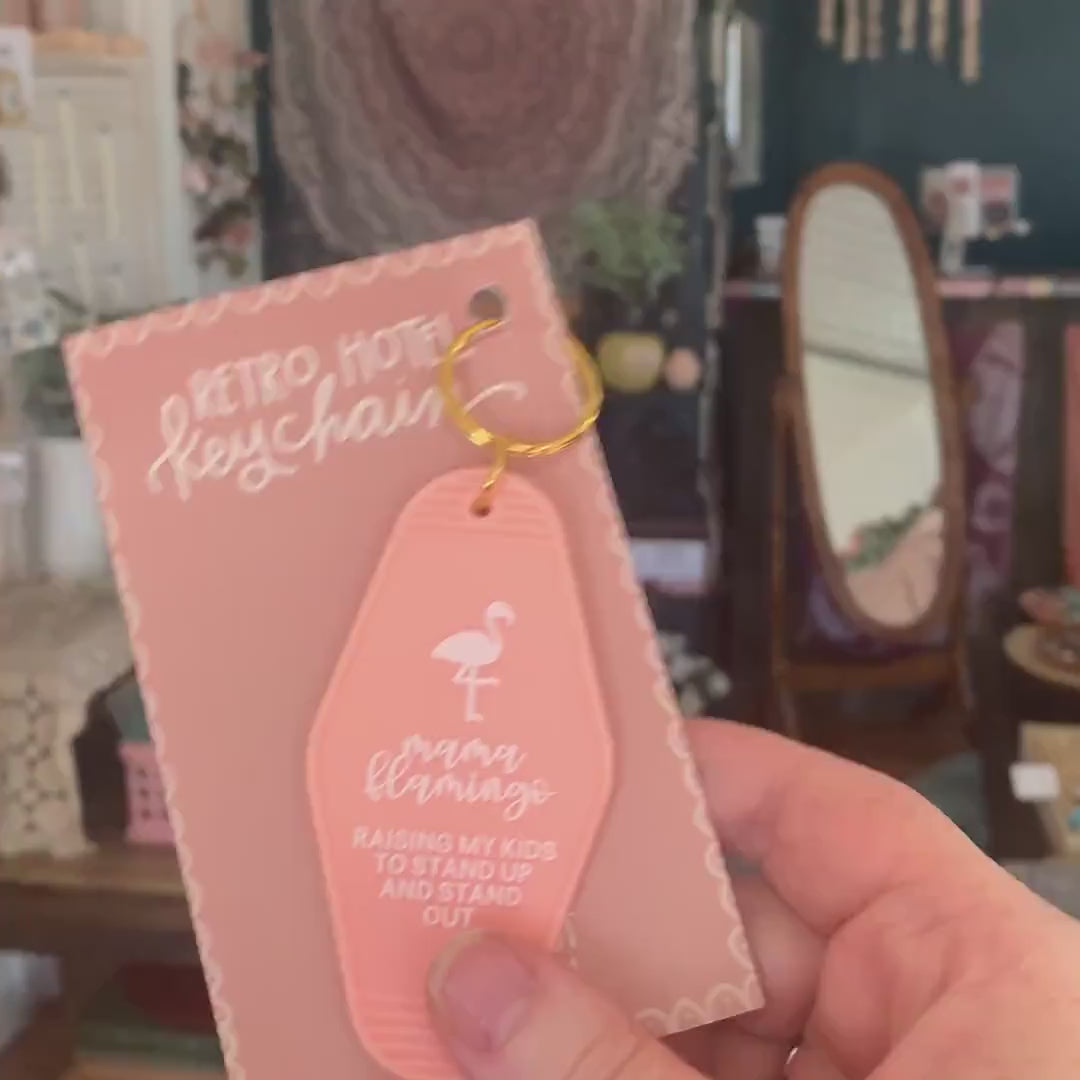 RETRO HOTEL
keychain
mama
flamingo
RAISING MY KIDS
TO STAND UP
AND STAND
OUT